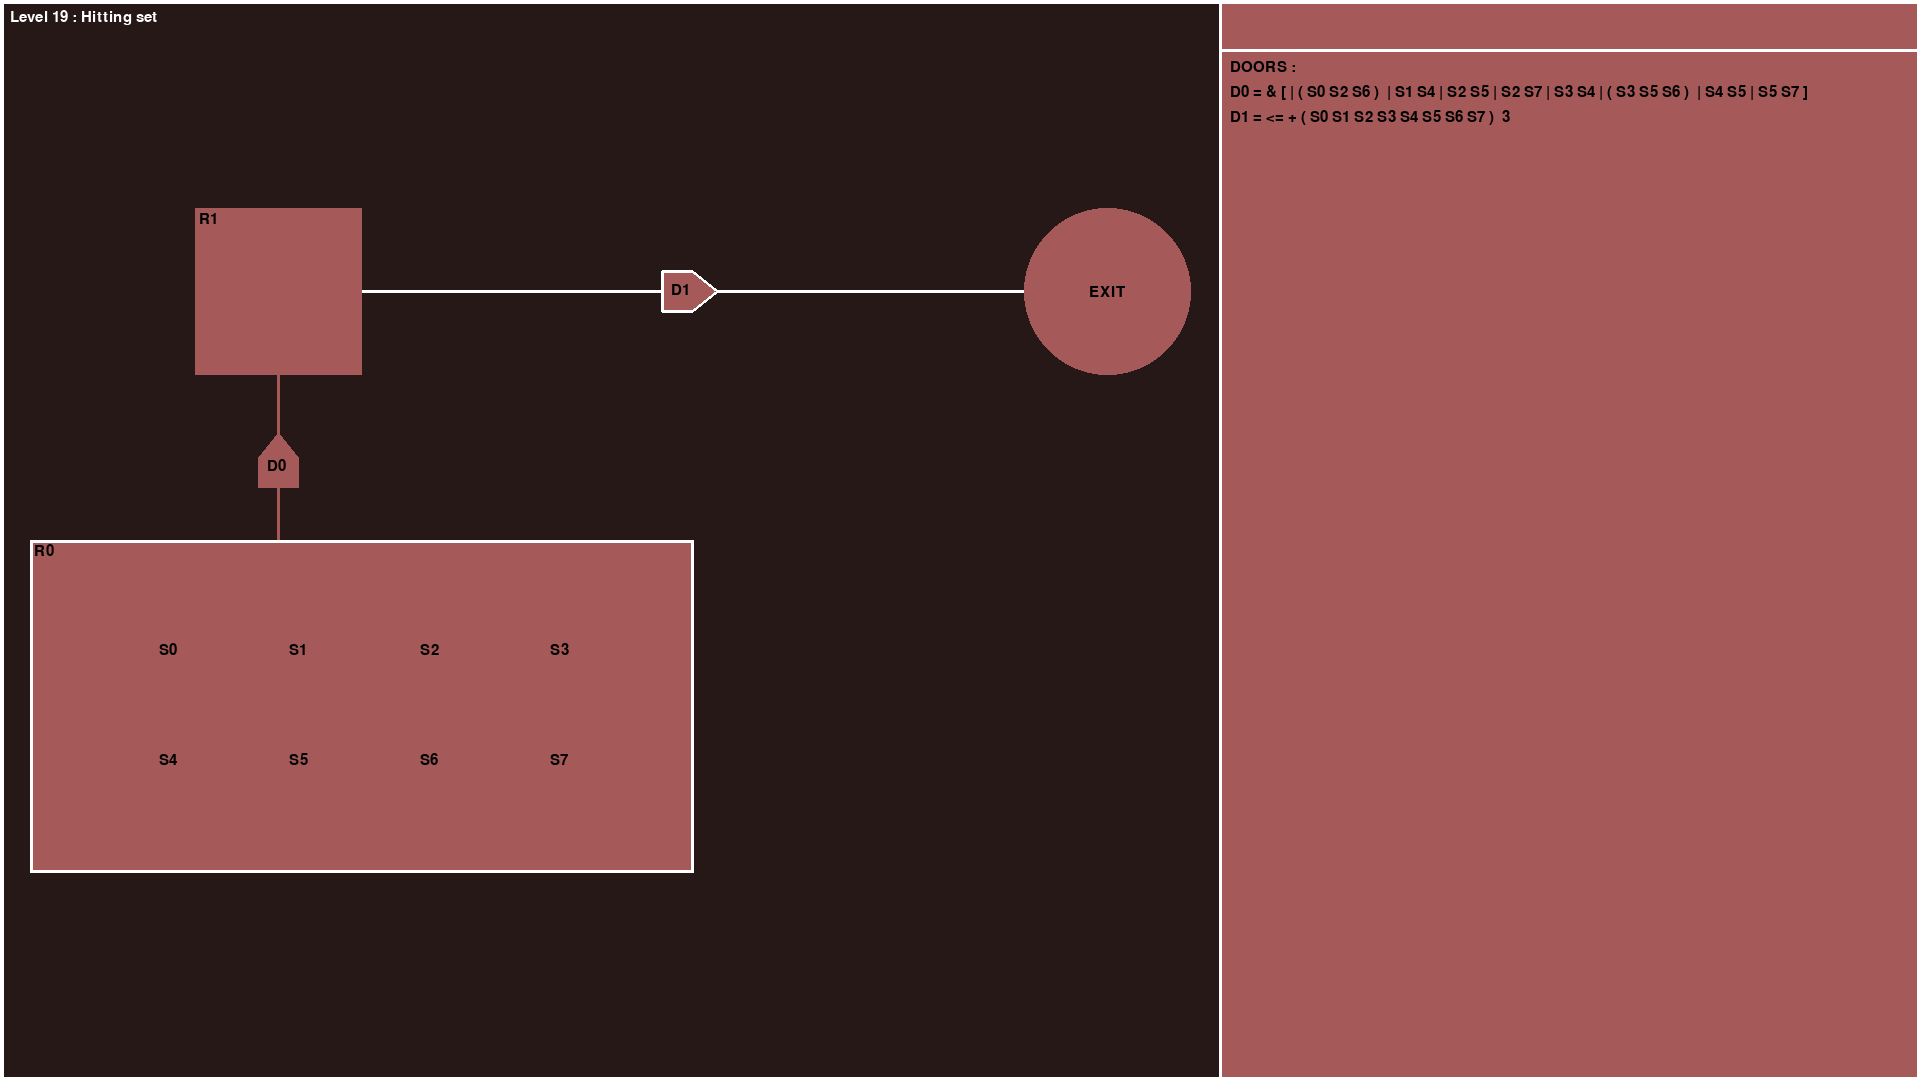 Level 19 : Hitting set
DOORS :
D0 = & [ | ( S0 S2 S6 ) | S1 S4 | S2 S5 | S2 S7 | S3 S4 | ( S3 S5 S6 ) | S4 S5 | S5 S7 ]
D1 = <= + ( S0 S1 S2 S3 S4 S5 S6 S7 ) 3
R1
D1
EXIT
D0
R0
S0 S1 S2 S3
S4 S5 S6 S7